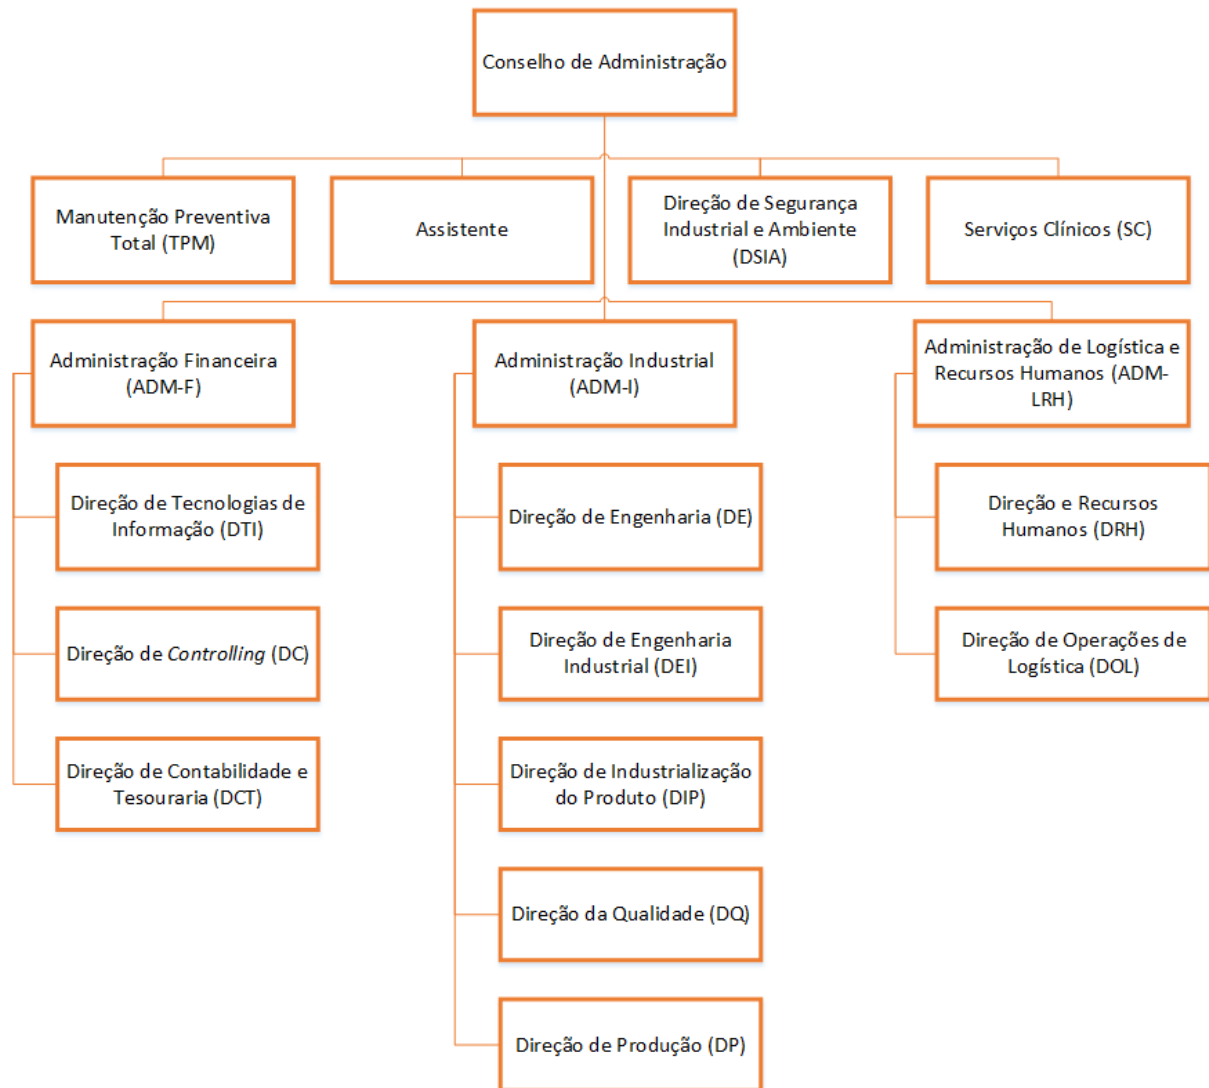 Conselho de Administração
Manutenção Preventiva
Total (TPM)
Assistente
Direção de Segurança
Industrial e Ambiente
(DSIA)
Serviços Clínicos (SC)
Administração Financeira
(ADM-F)
Administração Industrial
(ADM-I)
Administração de Logística e
Recursos Humanos (ADM-
LRH)
Direção de Tecnologias de
Informação (DTI)
Direção de Engenharia (DE)
Direção e Recursos
Humanos (DRH)
Direção de Controlling (DC)
Direção de Engenharia
Industrial (DEI)
Direção de Operações de
Logística (DOL)
Direção de Contabilidade e
Tesouraria (DCT)
Direção de Industrialização
do Produto (DIP)
Direção da Qualidade (DQ)
Direção de Produção (DP)